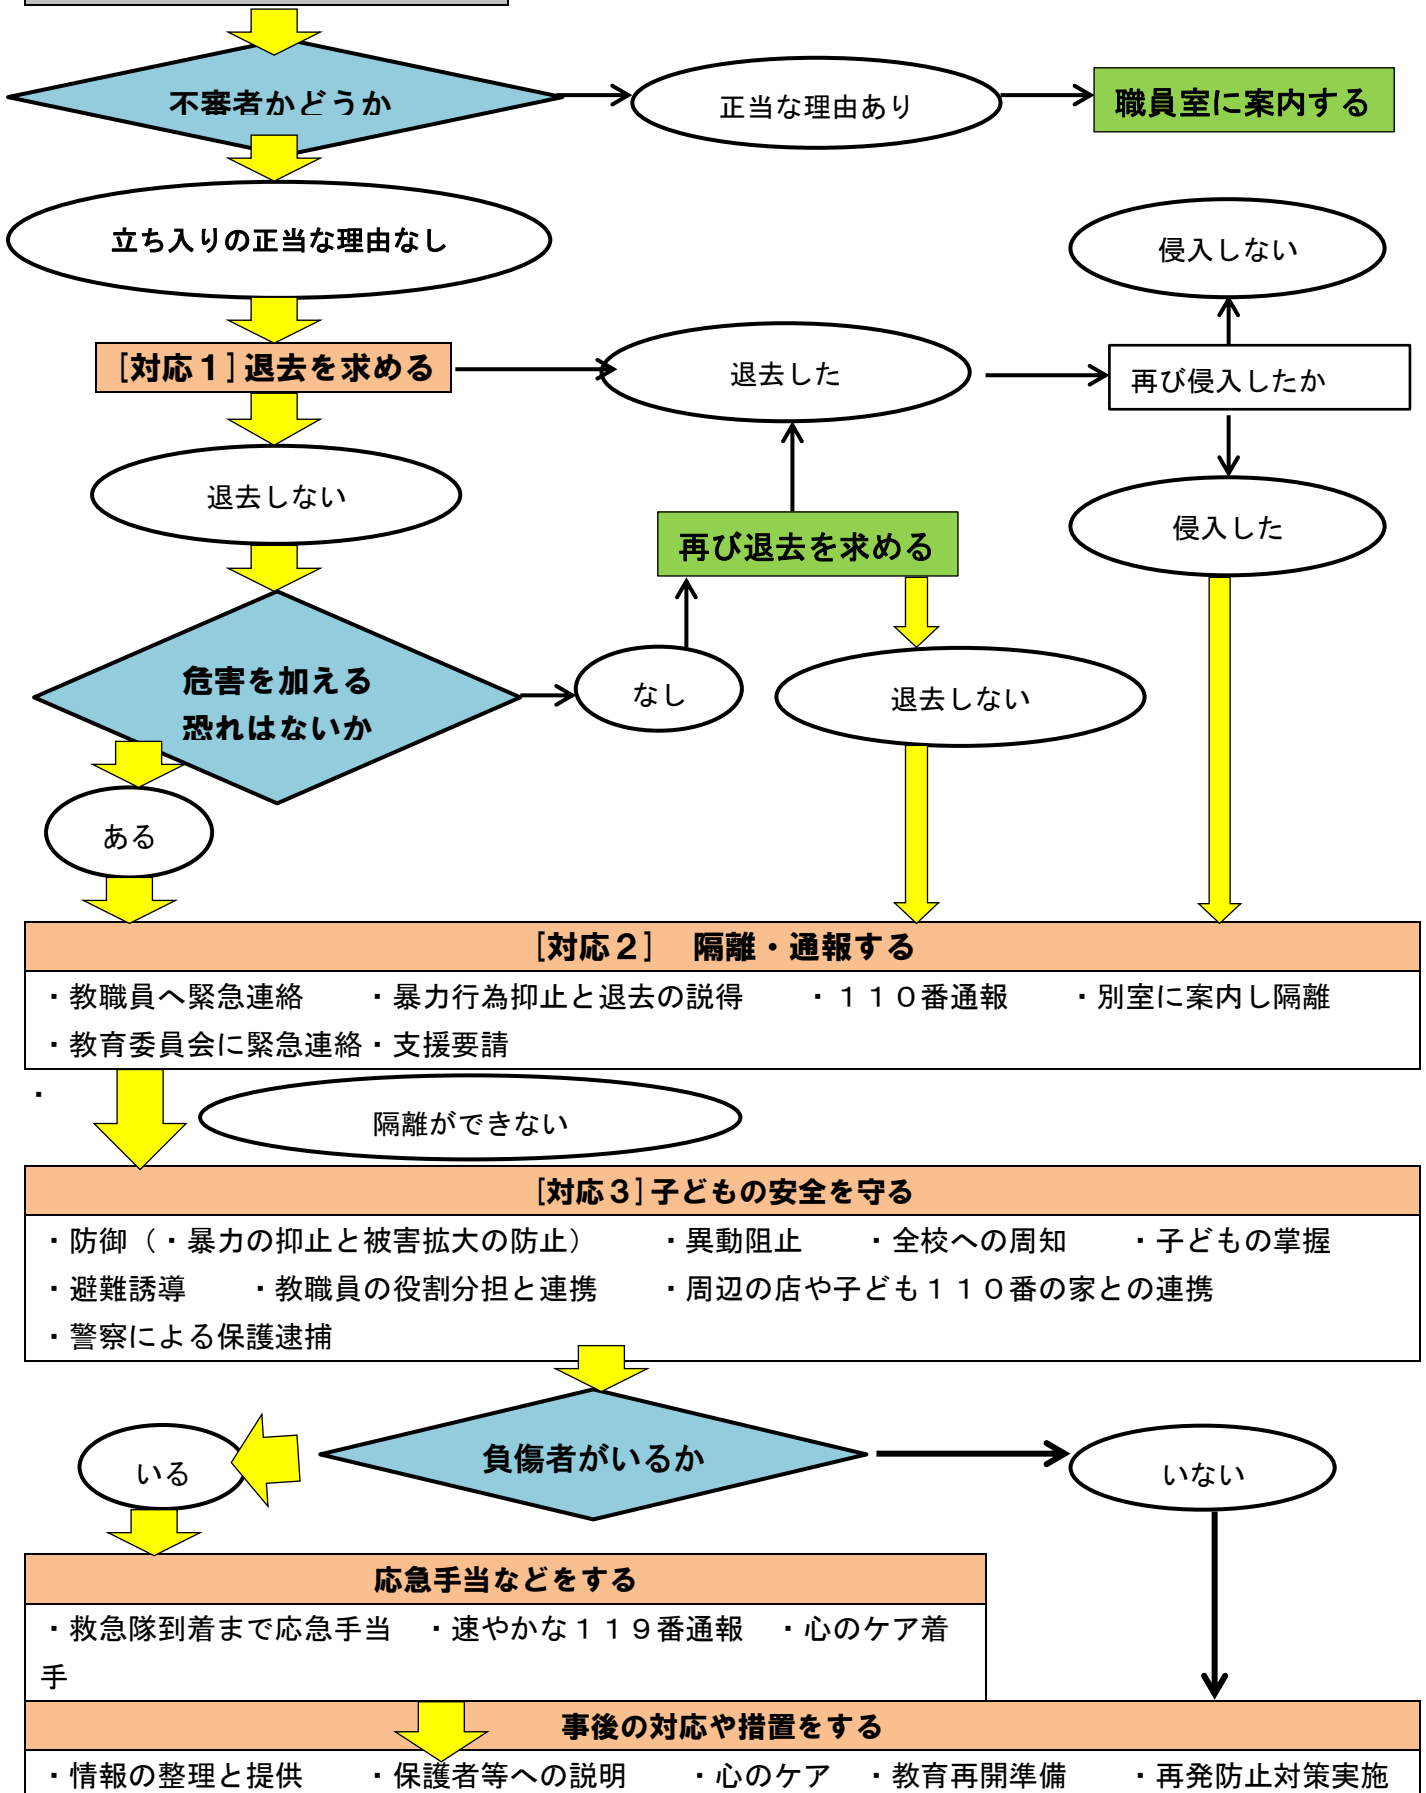 不審者かどうか
正当な理由あり
職員室に案内する
立ち入りの正当な理由なし
侵入しない
[対応１]退去を求める
退去した
再び侵入したか
退去しない
再び退去を求める
侵入した
危害を加える
恐れはないか
なし
退去しない
ある
[対応２]　隔離・通報する
・教職員へ緊急連絡　　・暴力行為抑止と退去の説得　　・１１０番通報　　・別室に案内し隔離
・教育委員会に緊急連絡・支援要請
・
隔離ができない
[対応３]子どもの安全を守る
・防御（・暴力の抑止と被害拡大の防止）　　・異動阻止　　・全校への周知　　・子どもの掌握
・避難誘導　　・教職員の役割分担と連携　　・周辺の店や子ども１１０番の家との連携
・警察による保護逮捕
負傷者がいるか
いる
いない
応急手当などをする
・救急隊到着まで応急手当　・速やかな１１９番通報　・心のケア着
手
事後の対応や措置をする
・情報の整理と提供　　・保護者等への説明　　・心のケア　・教育再開準備　　・再発防止対策実施